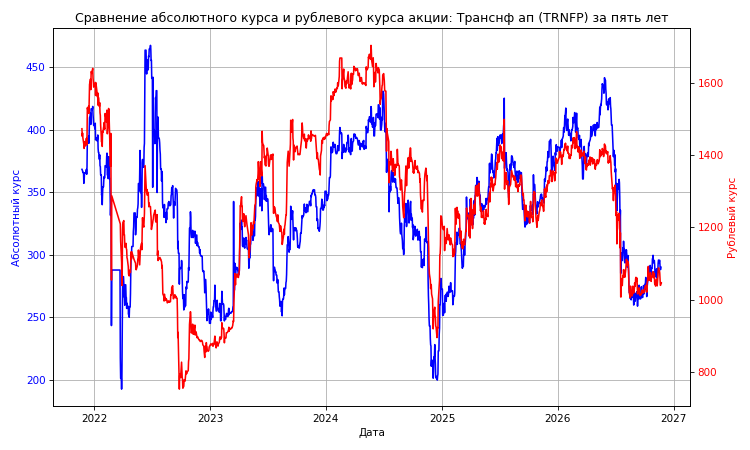 Сравнение абсолютного курса и рублевого курса акции: Транснф ап (TRNFP) за пять лет
Абсолютный курс
450
400
350
300
250
200
1600
1400
1200
1000
800
Рублевый курс
2022 2023 2024 2025 2026 2027
Дата